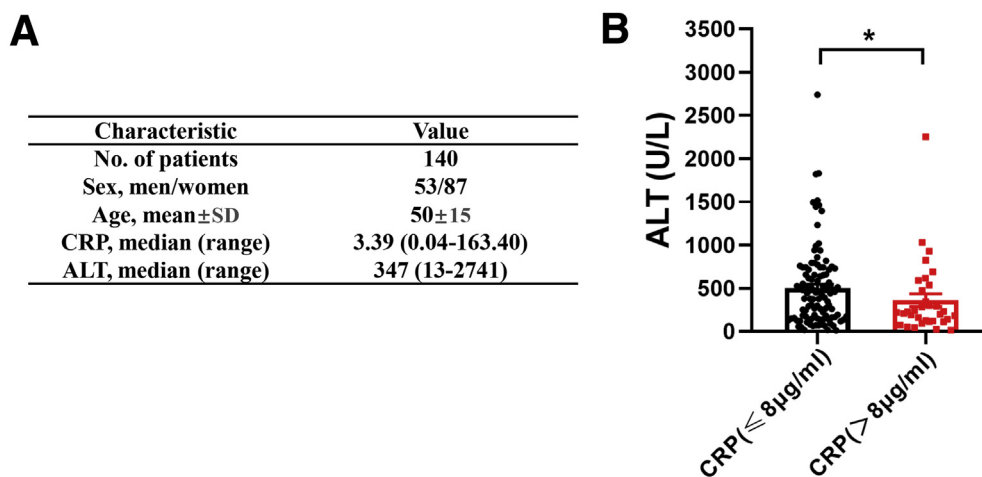 A
Characteristic Value
No. of patients 140
Sex, men/women 53/87
Age, mean±SD 50±15
CRP, median (range) 3.39 (0.04-163.40)
ALT, median (range) 347 (13-2741)
B
ALT (U/L)
3500
3000
2500
2000
1500
1000
500
0
*
CRP(≦8μg/ml)
CRP(>8μg/ml)